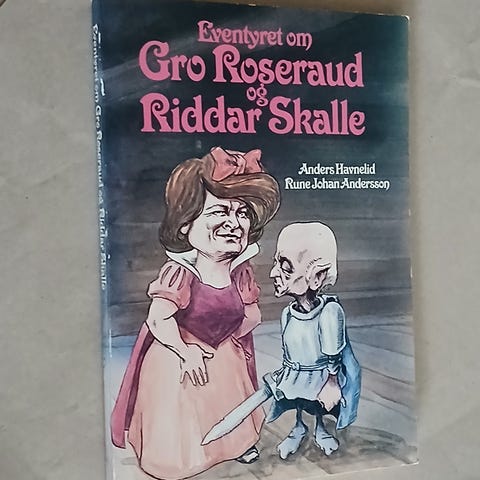 Eventyret om
Gro Roseraud
og
Riddar Skalle
Anders Havnelid
Rune Johan Andersson
Eventyret om Gro Roseraud og Riddar Skalle